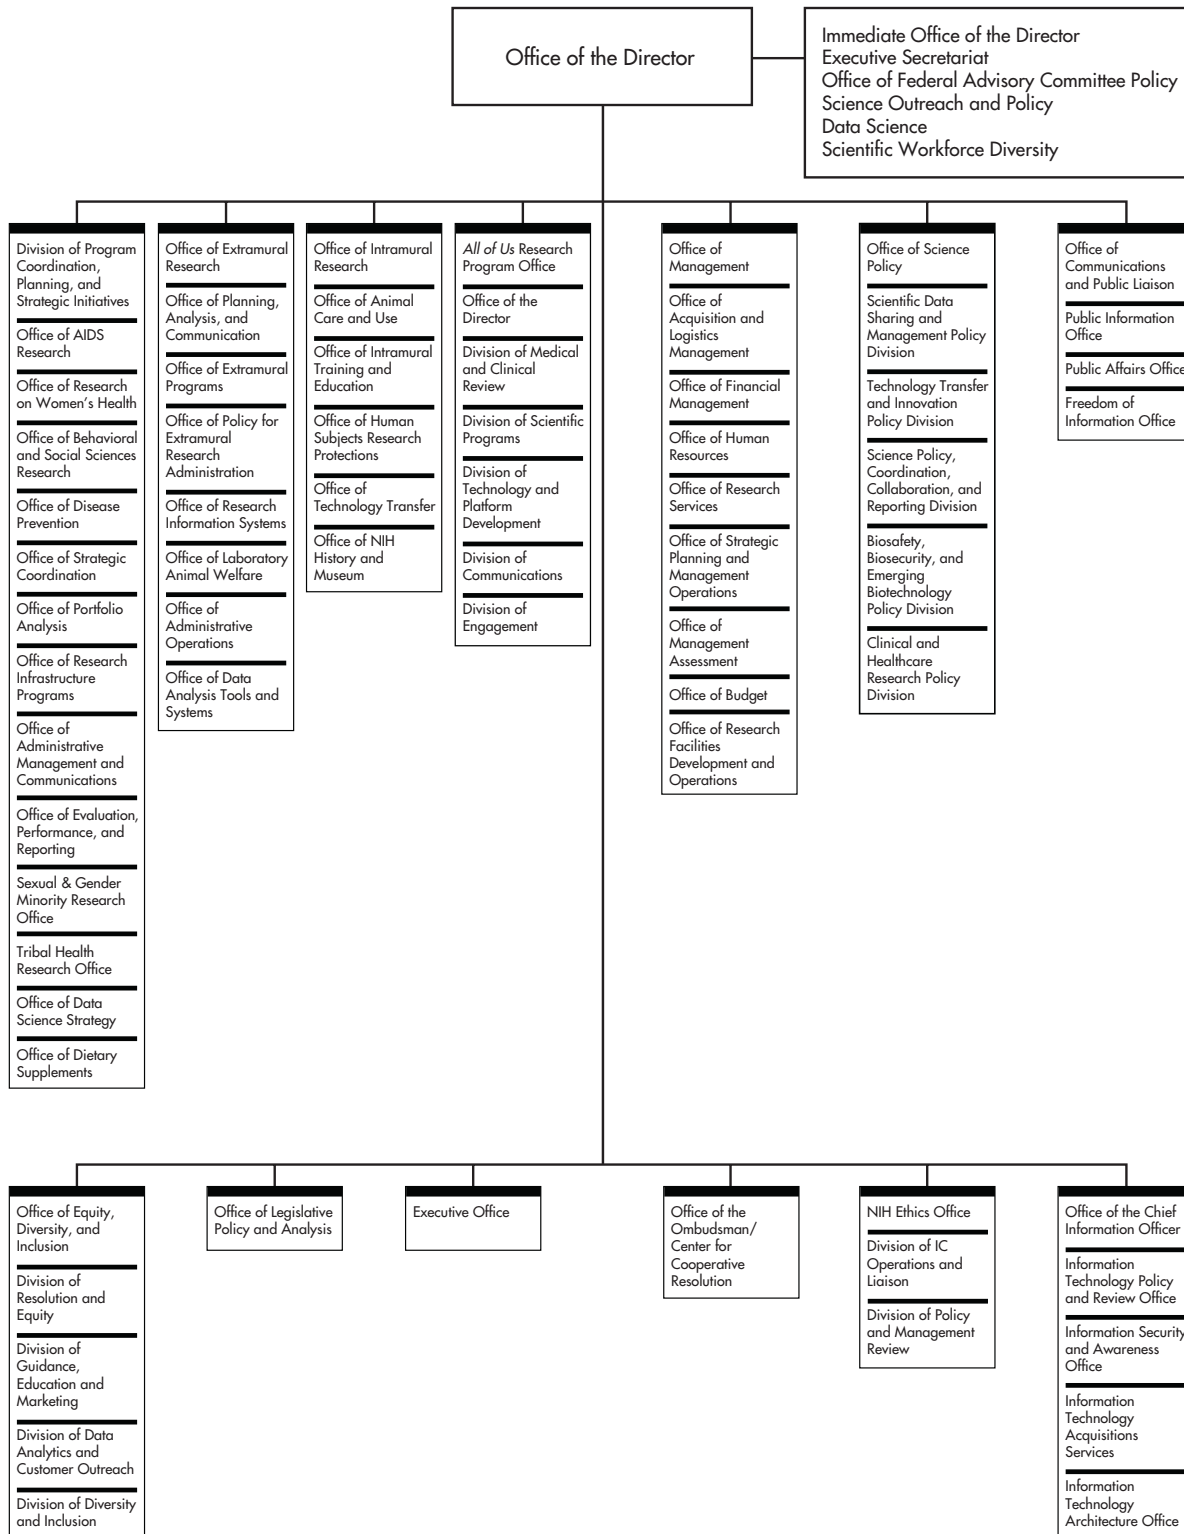 Office of the Director
Immediate Office of the Director
Executive Secretariat
Office of Federal Advisory Committee Policy
Science Outreach and Policy
Data Science
Scientific Workforce Diversity
Division of Program
Coordination,
Planning, and
Strategic Initiatives
Office of AIDS
Research
Office of Research
on Women's Health
Office of Behavioral
and Social Sciences
Research
Office of Disease
Prevention
Office of Strategic
Coordination
Office of Portfolio
Analysis
Office of Research
Infrastructure
Programs
Office of
Administrative
Management and
Communications
Office of Evaluation,
Performance, and
Reporting
Sexual & Gender
Minority Research
Office
Tribal Health
Research Office
Office of Data
Science Strategy
Office of Dietary
Supplements
Office of Extramural
Research
Office of Planning,
Analysis, and
Communication
Office of Extramural
Programs
Office of Policy for
Extramural
Research
Administration
Office of Research
Information Systems
Office of Laboratory
Animal Welfare
Office of
Administrative
Operations
Office of Data
Analysis Tools and
Systems
Office of Intramural
Research
Office of Animal
Care and Use
Office of Intramural
Training and
Education
Office of Human
Subjects Research
Protections
Office of
Technology Transfer
Office of NIH
History and
Museum
All of Us Research
Program Office
Office of the
Director
Division of Medical
and Clinical
Review
Division of Scientific
Programs
Division of
Technology and
Platform
Development
Division of
Communications
Division of
Engagement
Office of
Management
Office of
Acquisition and
Logistics
Management
Office of Financial
Management
Office of Human
Resources
Office of Research
Services
Office of Strategic
Planning and
Management
Operations
Office of
Management
Assessment
Office of Budget
Office of Research
Facilities
Development and
Operations
Office of Science
Policy
Scientific Data
Sharing and
Management Policy
Division
Technology Transfer
and Innovation
Policy Division
Science Policy,
Coordination,
Collaboration, and
Reporting Division
Biosafety,
Biosecurity, and
Emerging
Biotechnology
Policy Division
Clinical and
Healthcare
Research Policy
Division
Office of
Communications
and Public Liaison
Public Information
Office
Public Affairs Office
Freedom of
Information Office
Office of Equity,
Diversity, and
Inclusion
Division of
Resolution and
Equity
Division of
Guidance,
Education and
Marketing
Division of Data
Analytics and
Customer Outreach
Division of Diversity
and Inclusion
Office of Legislative
Policy and Analysis
Executive Office
Office of the
Ombudsman/
Center for
Cooperative
Resolution
NIH Ethics Office
Division of IC
Operations and
Liaison
Division of Policy
and Management
Review
Office of the Chief
Information Officer
Information
Technology Policy
and Review Office
Information Security
and Awareness
Office
Information
Technology
Acquisitions
Services
Information
Technology
Architecture Office